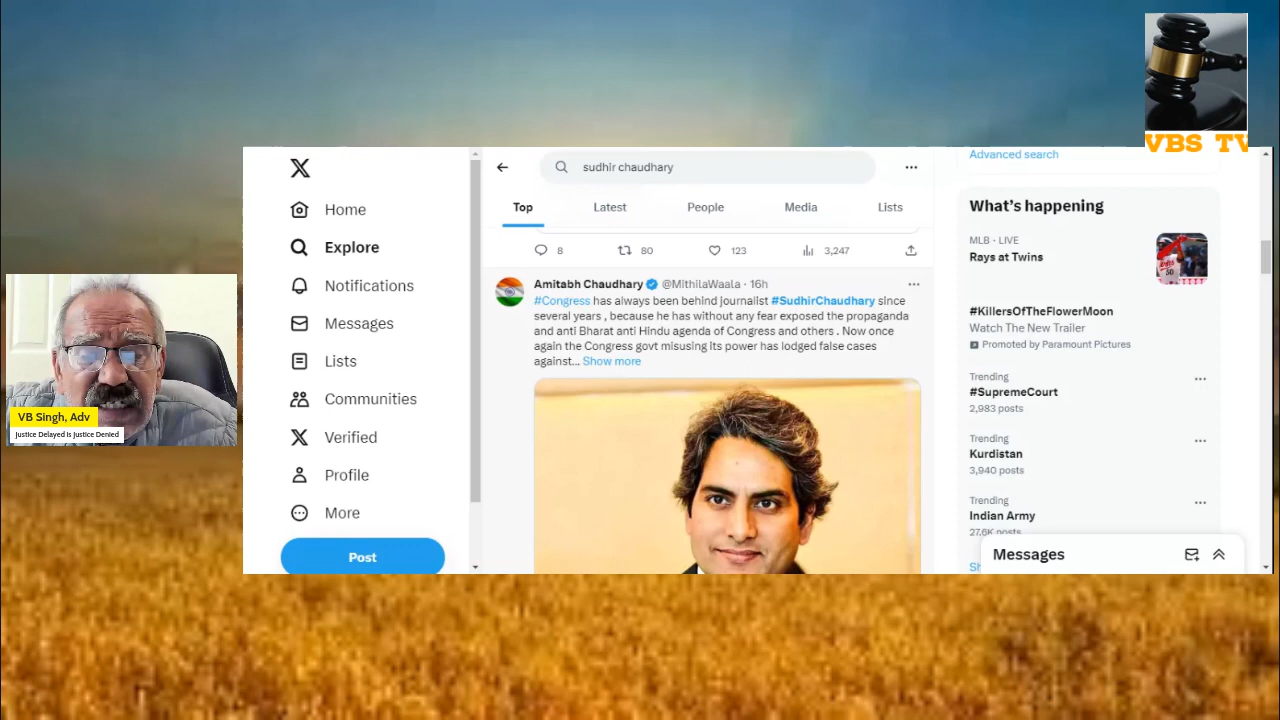 VBS TV
sudhir chaudhary
Advanced search
Home
Explore
Notifications
Messages
Lists
Communities
Verified
Profile
More
Post
Top Latest People Media Lists
8 80 123 3,247
Amitabh Chaudhary @MithilaWaala · 16h
#Congress has always been behind journalist #SudhirChaudhary since
several years , because he has without any fear exposed the propaganda
and anti Bharat anti Hindu agenda of Congress and others . Now once
again the Congress govt misusing its power has lodged false cases
against... Show more
What's happening
MLB · LIVE
Rays at Twins
#KillersOfTheFlowerMoon
Watch The New Trailer
Promoted by Paramount Pictures
Trending
#SupremeCourt
2,983 posts
Trending
Kurdistan
3,940 posts
Trending
Indian Army
27.6K posts
Sh
Messages
VB Singh, Adv
Justice Delayed Is Justice Denied